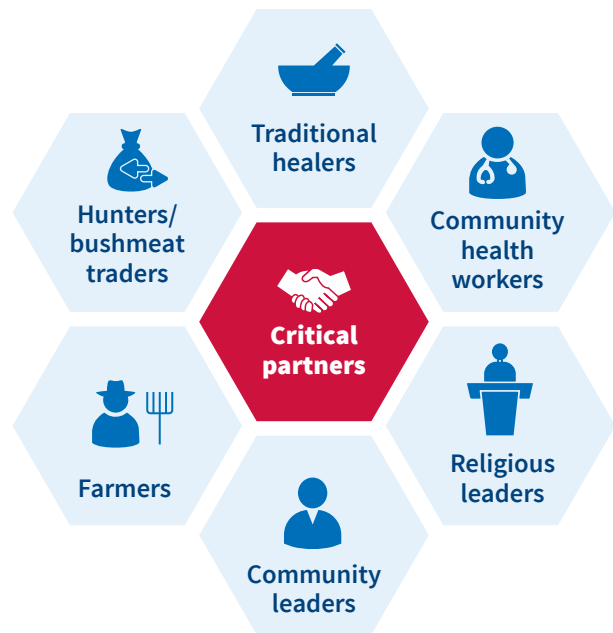 Traditional
healers
Hunters/
bushmeat
traders
Community
health
workers
Critical
partners
Farmers
Religious
leaders
Community
leaders